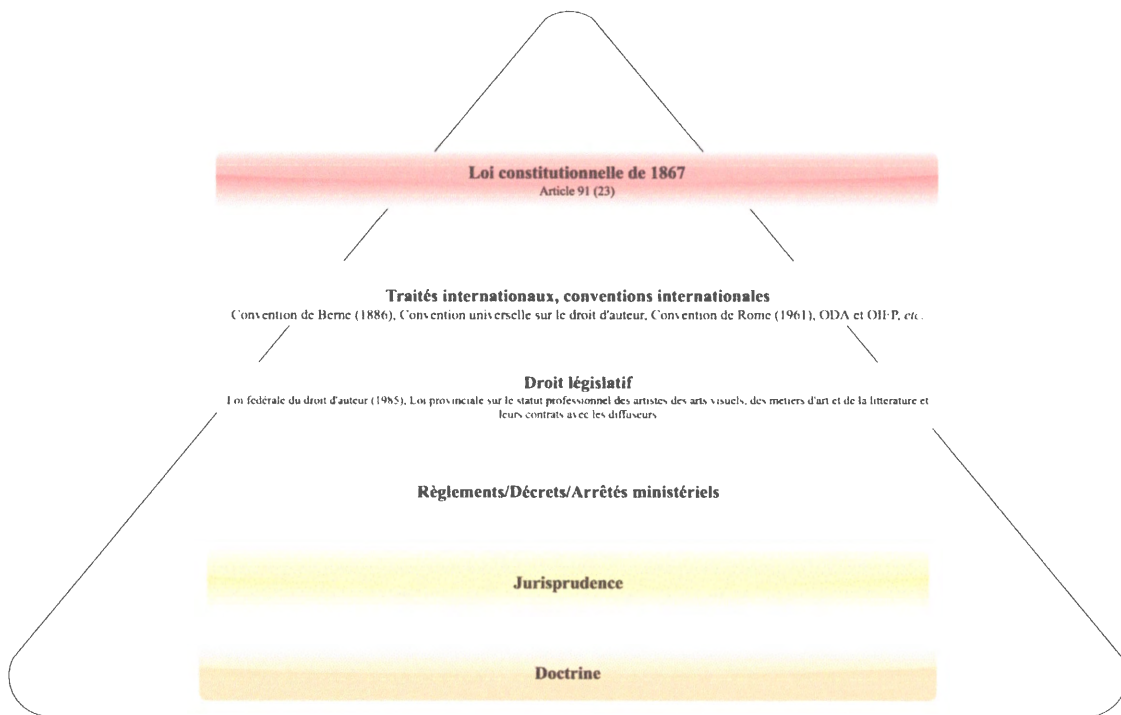 Loi constitutionnelle de 1867
Article 91 (23)
Traités internationaux, conventions internationales
Convention de Berne (1886), Convention universelle sur le droit d'auteur, Convention de Rome (1961), ODA et OIFP, etc.
Droit législatif
Loi fédérale du droit d'auteur (1985), Loi provinciale sur le statut professionnel des artistes des arts visuels, des métiers d'art et de la littérature et
leurs contrats avec les diffuseurs
Règlements/Décrets/Arrêtés ministériels
Jurisprudence
Doctrine